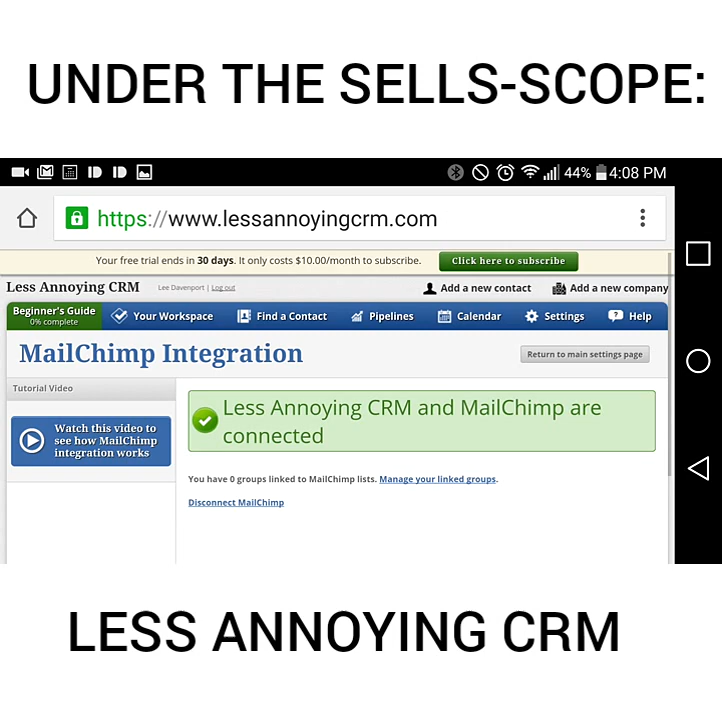 UNDER THE SELLS-SCOPE:
44% 4:08 PM
https://www.lessannoyingcrm.com
Your free trial ends in 30 days. It only costs $10.00/month to subscribe. Click here to subscribe
Less Annoying CRM Lee Davenport | Log out Add a new contact Add a new company
Beginner's Guide
0% complete
Your Workspace Find a Contact Pipelines Calendar Settings Help
MailChimp Integration Return to main settings page
Tutorial Video
Watch this video to
see how MailChimp
integration works
Less Annoying CRM and MailChimp are
connected
You have 0 groups linked to MailChimp lists. Manage your linked groups.
Disconnect MailChimp
LESS ANNOYING CRM